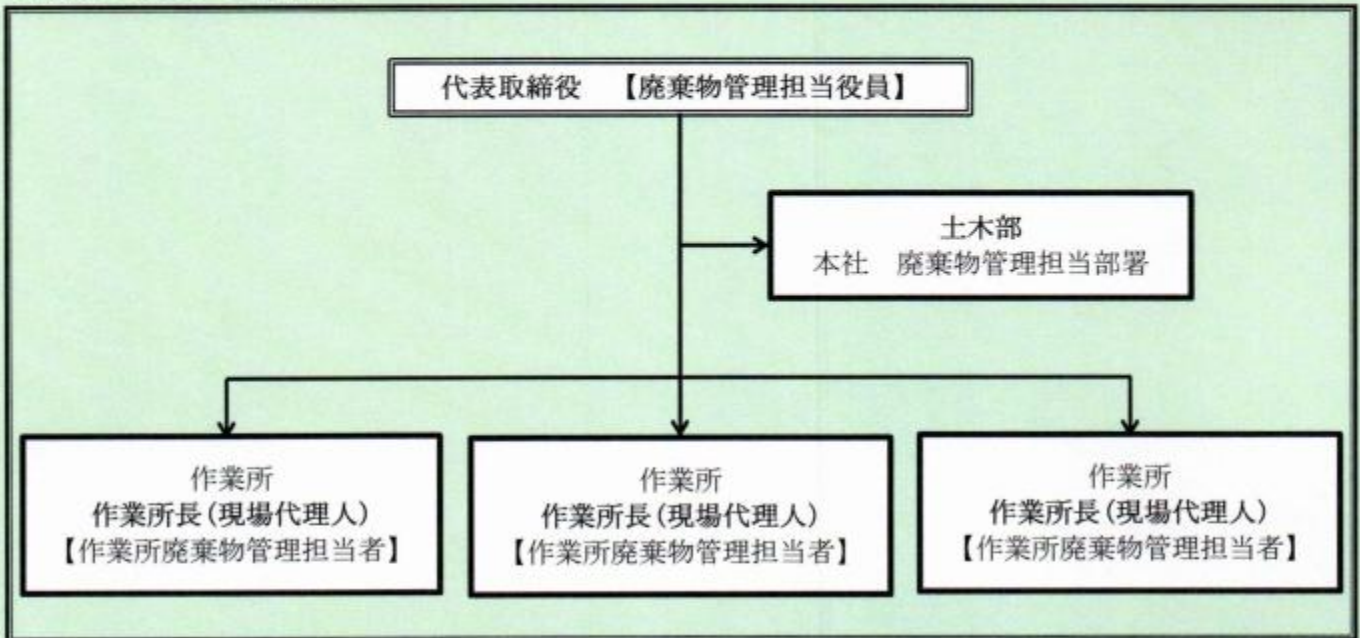 代表取締役　【廃棄物管理担当役員】
土木部
本社　廃棄物管理担当部署
作業所
作業所長(現場代理人)
【作業所廃棄物管理担当者】
作業所
作業所長(現場代理人)
【作業所廃棄物管理担当者】
作業所
作業所長(現場代理人)
【作業所廃棄物管理担当者】